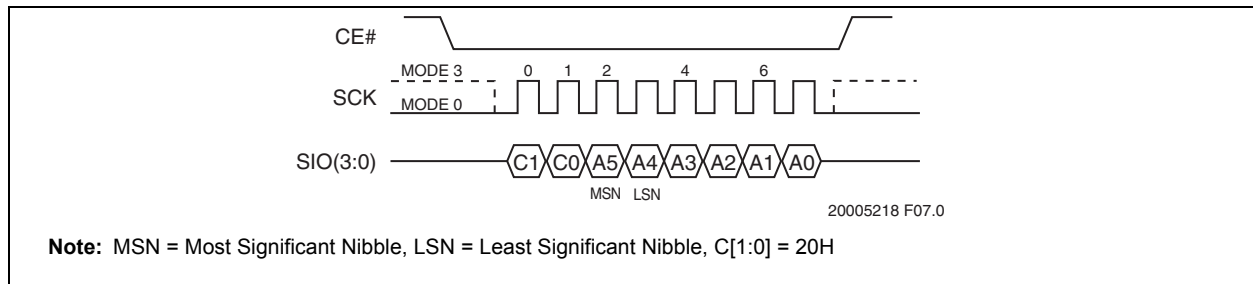 CE#
MODE 3 0 1 2 4 6
SCK
MODE 0
SIO(3:0) C1 C0 A5 A4 A3 A2 A1 A0
MSN LSN
20005218 F07.0
Note: MSN = Most Significant Nibble, LSN = Least Significant Nibble, C[1:0] = 20H